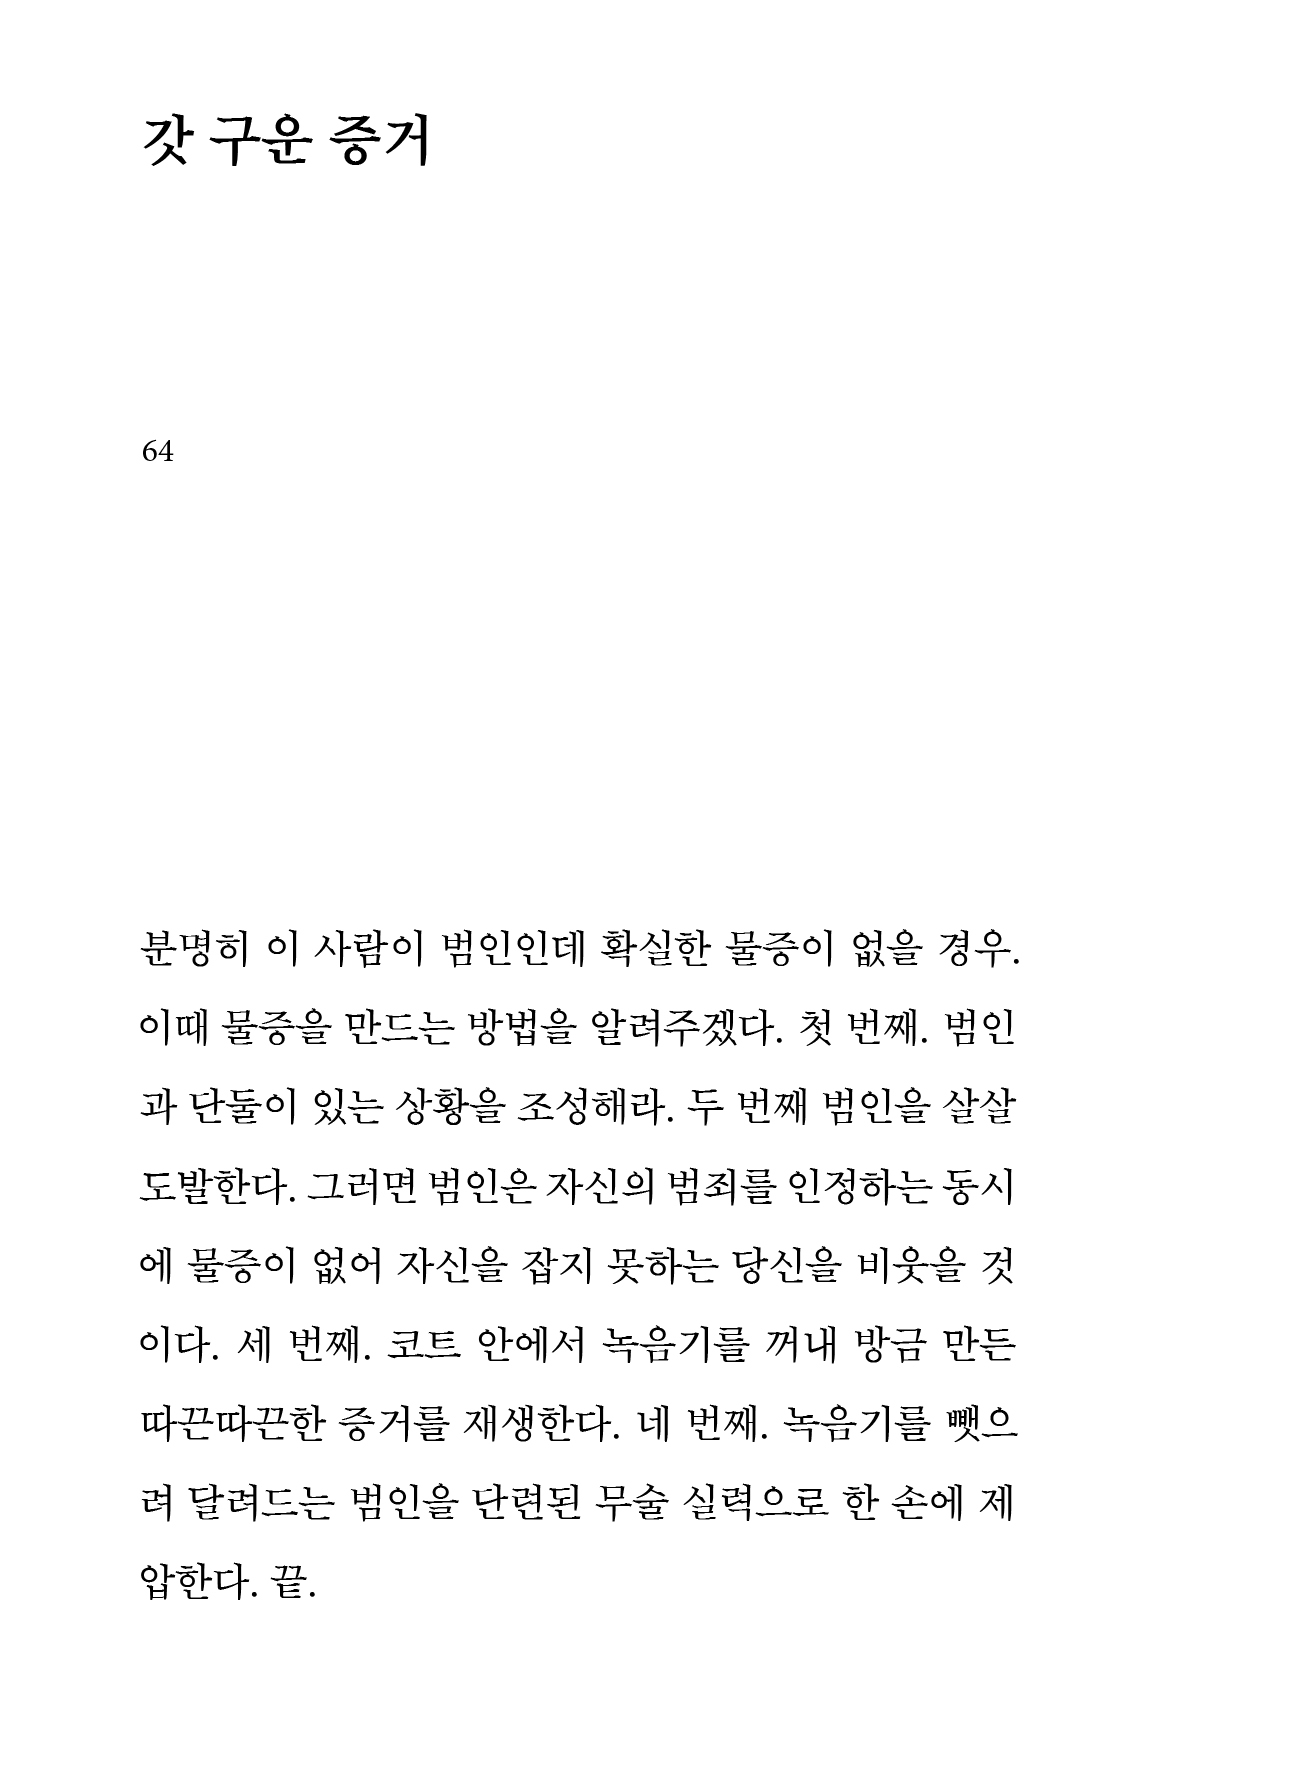 갓 구운 증거
64
분명히 이 사람이 범인인데 확실한 물증이 없을 경우.
이때 물증을 만드는 방법을 알려주겠다. 첫 번째. 범인
과 단둘이 있는 상황을 조성해라. 두 번째 범인을 살살
도발한다. 그러면 범인은 자신의 범죄를 인정하는 동시
에 물증이 없어 자신을 잡지 못하는 당신을 비웃을 것
이다. 세 번째. 코트 안에서 녹음기를 꺼내 방금 만든
따끈따끈한 증거를 재생한다. 네 번째. 녹음기를 뺏으
려 달려드는 범인을 단련된 무술 실력으로 한 손에 제
압한다. 끝.